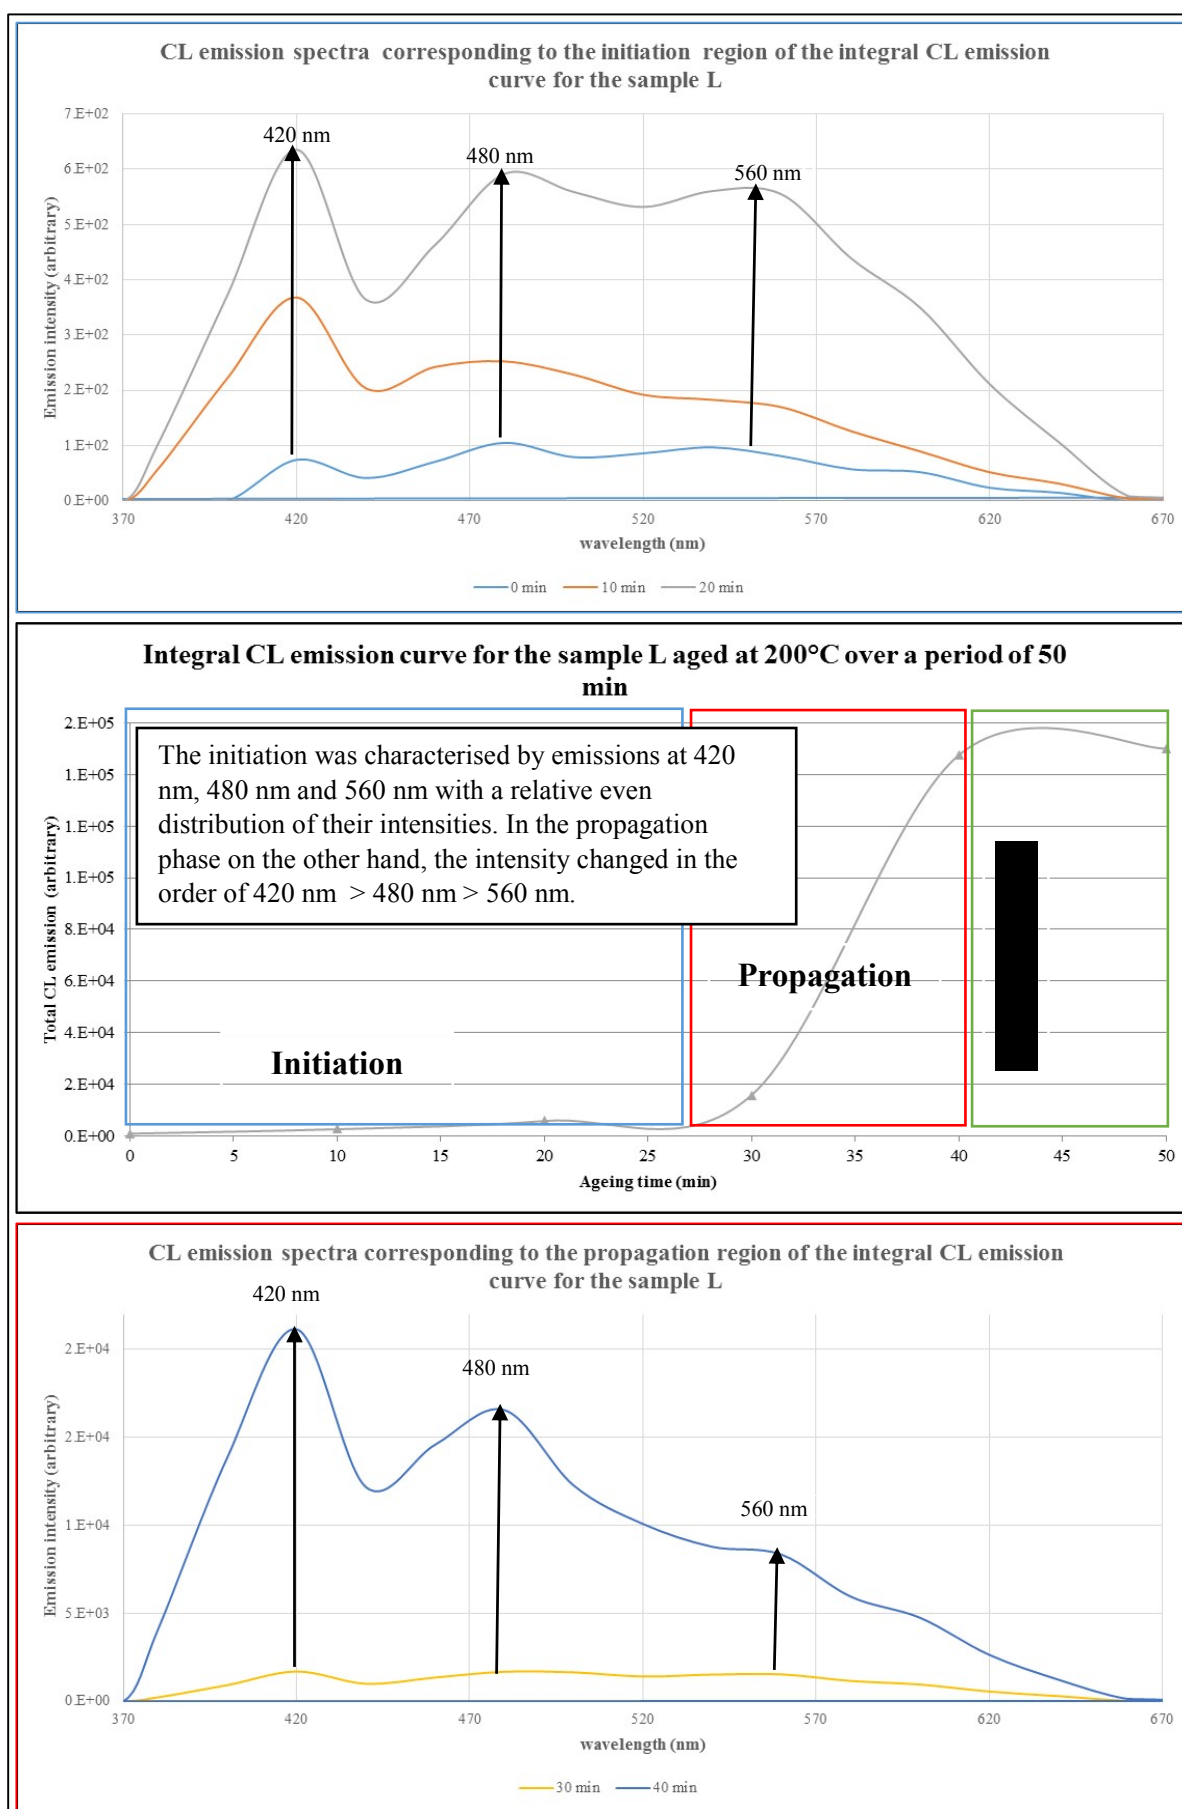 CL emission spectra corresponding to the initiation region of the integral CL emission
curve for the sample L
7.E+02
6.E+02
5.E+02
4.E+02
3.E+02
2.E+02
1.E+02
0.E+00
Emission intensity (arbitrary)
420 nm
480 nm
560 nm
370 420 470 520 570 620 670
wavelength (nm)
0 min 10 min 20 min
Integral CL emission curve for the sample L aged at 200°C over a period of 50
min
2.E+05
1.E+05
1.E+05
1.E+05
8.E+04
6.E+04
4.E+04
2.E+04
0.E+00
Total CL emission (arbitrary)
The initiation was characterised by emissions at 420
nm, 480 nm and 560 nm with a relative even
distribution of their intensities. In the propagation
phase on the other hand, the intensity changed in the
order of 420 nm > 480 nm > 560 nm.
Propagation
Initiation
0 5 10 15 20 25 30 35 40 45 50
Ageing time (min)
CL emission spectra corresponding to the propagation region of the integral CL emission
curve for the sample L
420 nm
480 nm
560 nm
2.E+04
2.E+04
1.E+04
5.E+03
0.E+00
Emission intensity (arbitrary)
370 420 470 520 570 620 670
wavelength (nm)
30 min 40 min